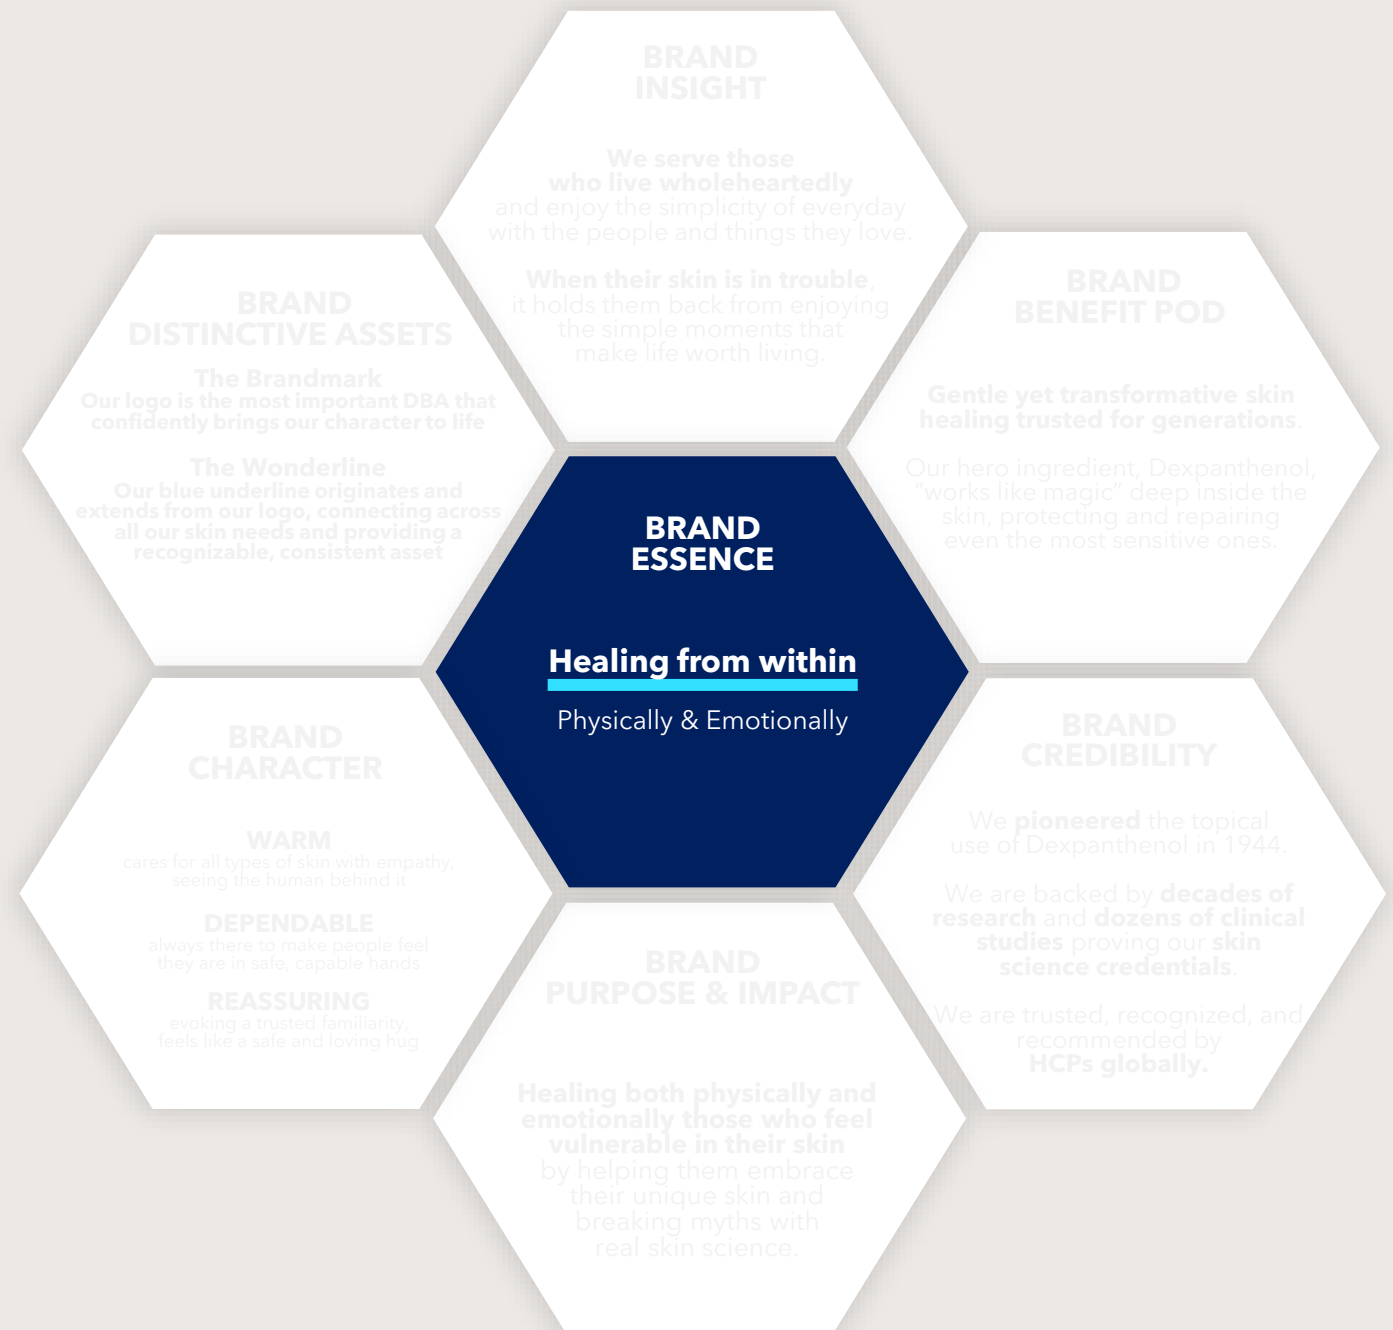 BRAND
INSIGHT
We serve those
who live wholeheartedly
and enjoy the simplicity of everyday
with the people and things they love.
When their skin is in trouble,
it holds them back from enjoying
the simple moments that
make life worth living.
BRAND
DISTINCTIVE ASSETS
The Brandmark
Our logo is the most important DBA that
confidently brings our character to life
The Wonderline
Our blue underline originates and
extends from our logo, connecting across
all our skin needs and providing a
recognizable, consistent asset
BRAND
BENEFIT POD
Gentle yet transformative skin
healing trusted for generations.
Our hero ingredient, Dexpanthenol,
“works like magic” deep inside the
skin, protecting and repairing
even the most sensitive ones.
BRAND
ESSENCE
Healing from within
Physically & Emotionally
BRAND
CHARACTER
WARM
cares for all types of skin with empathy,
seeing the human behind it
DEPENDABLE
always there to make people feel
they are in safe, capable hands
REASSURING
evoking a trusted familiarity,
feels like a safe and loving hug
BRAND
CREDIBILITY
We pioneered the topical
use of Dexpanthenol in 1944.
We are backed by decades of
research and dozens of clinical
studies proving our skin
science credentials.
We are trusted, recognized, and
recommended by
HCPs globally.
BRAND
PURPOSE & IMPACT
Healing both physically and
emotionally those who feel
vulnerable in their skin
by helping them embrace
their unique skin and
breaking myths with
real skin science.